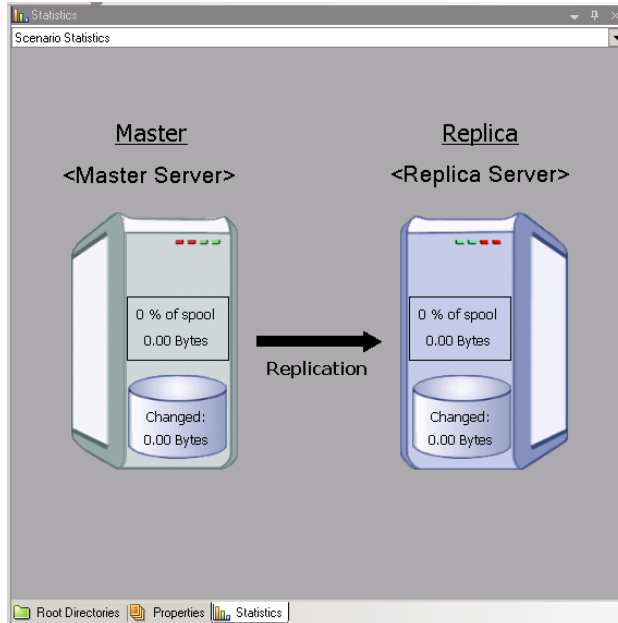 Statistics
Scenario Statistics
Master
Replica
<Master Server>
<Replica Server>
0 % of spool
0.00 Bytes
0 % of spool
0.00 Bytes
Replication
Changed:
0.00 Bytes
Changed:
0.00 Bytes
Root Directories
Properties
Statistics